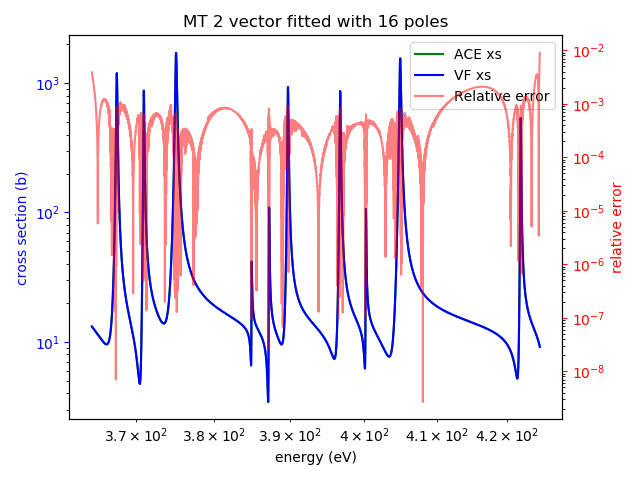 MT 2 vector fitted with 16 poles
ACE xs
VF xs
Relative error
cross section (b)
10³
10²
10¹
relative error
10⁻²
10⁻³
10⁻⁴
10⁻⁵
10⁻⁶
10⁻⁷
10⁻⁸
3.7 × 10² 3.8 × 10² 3.9 × 10² 4 × 10² 4.1 × 10² 4.2 × 10²
energy (eV)